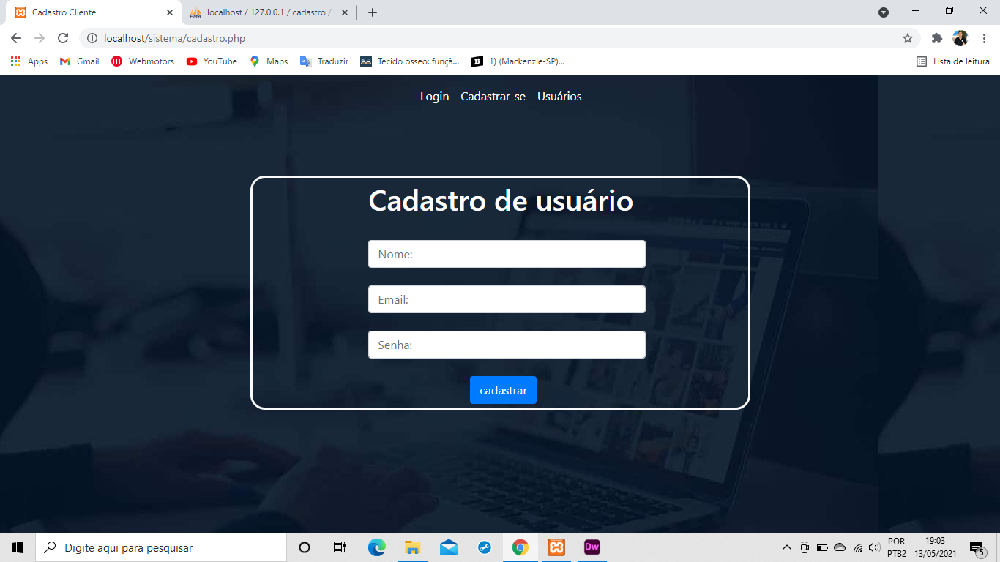 Cadastro Cliente
localhost / 127.0.0.1 / cadastro /
localhost/sistema/cadastro.php
Apps Gmail Webmotors YouTube Maps Traduzir Tecido ósseo: funçã... 1) (Mackenzie-SP)... Lista de leitura
Login Cadastrar-se Usuários
Cadastro de usuário
Nome:
Email:
Senha:
cadastrar
Digite aqui para pesquisar
Dw
POR
PTB2
19:03
13/05/2021
5